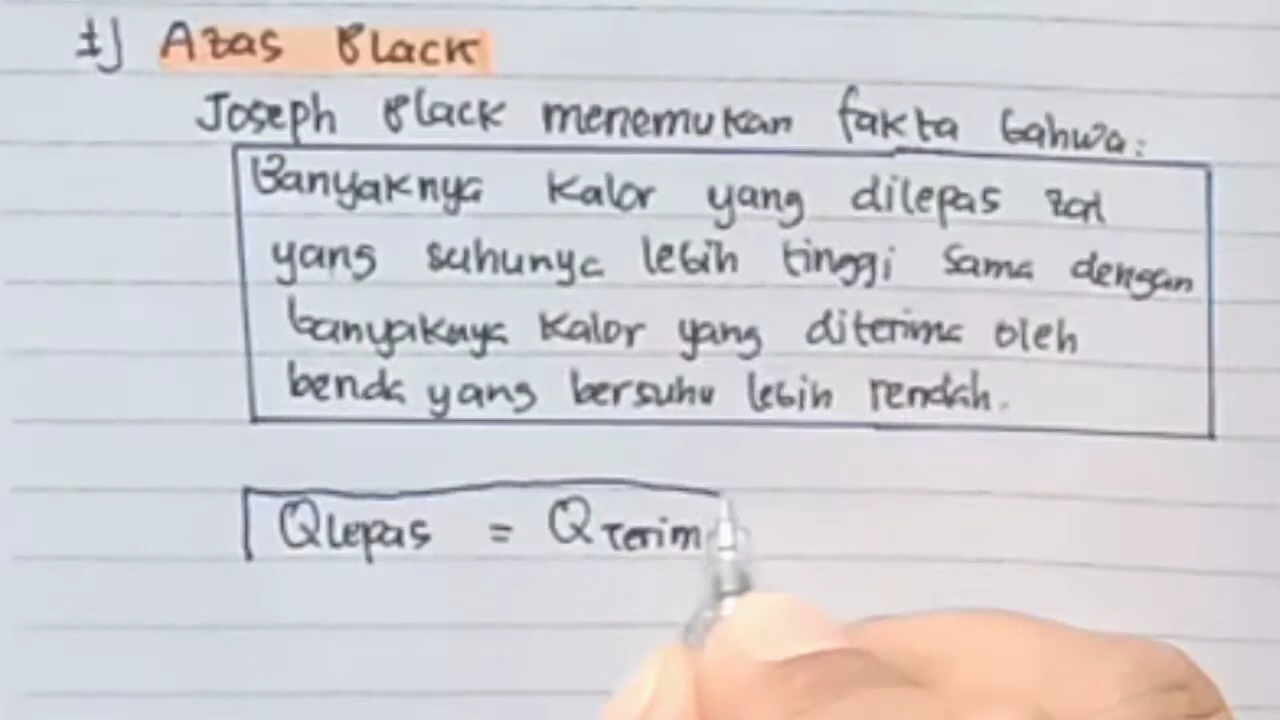 #) Azas Black
Joseph Black menemukan fakta bahwa:
Banyaknya kalor yang dilepas zat
yang suhunya lebih tinggi sama dengan
banyaknya kalor yang diterima oleh
benda yang bersuhu lebih rendah.
Qlepas = Qterim